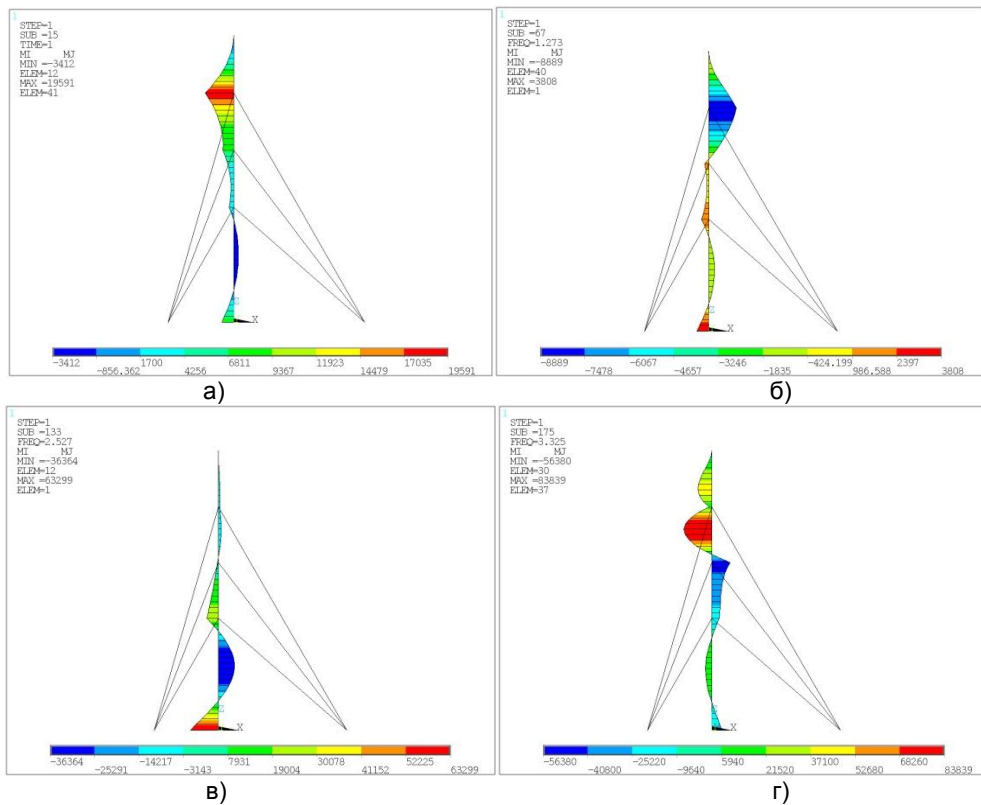 1
STEP=1
SUB =15
TIME=1
MI MJ
MIN =-3412
ELEM=12
MAX =19591
ELEM=41
X
-3412 1700 6811 11923 17035
-856.362 4256 9367 14479 19591
а)
1
STEP=1
SUB =67
FREQ=1.273
MI MJ
MIN =-8889
ELEM=40
MAX =3808
ELEM=1
X
-8889 -6067 -3246 -424.199 2397
-7478 -4657 -1835 986.588 3808
б)
1
STEP=1
SUB =133
FREQ=2.527
MI MJ
MIN =-36364
ELEM=12
MAX =63299
ELEM=1
X
-36364 -14217 7931 30078 52225
-25291 -3143 19004 41152 63299
в)
1
STEP=1
SUB =175
FREQ=3.325
MI MJ
MIN =-56380
ELEM=30
MAX =83839
ELEM=37
X
-56380 -25220 5940 37100 68260
-40800 -9640 21520 52680 83839
г)